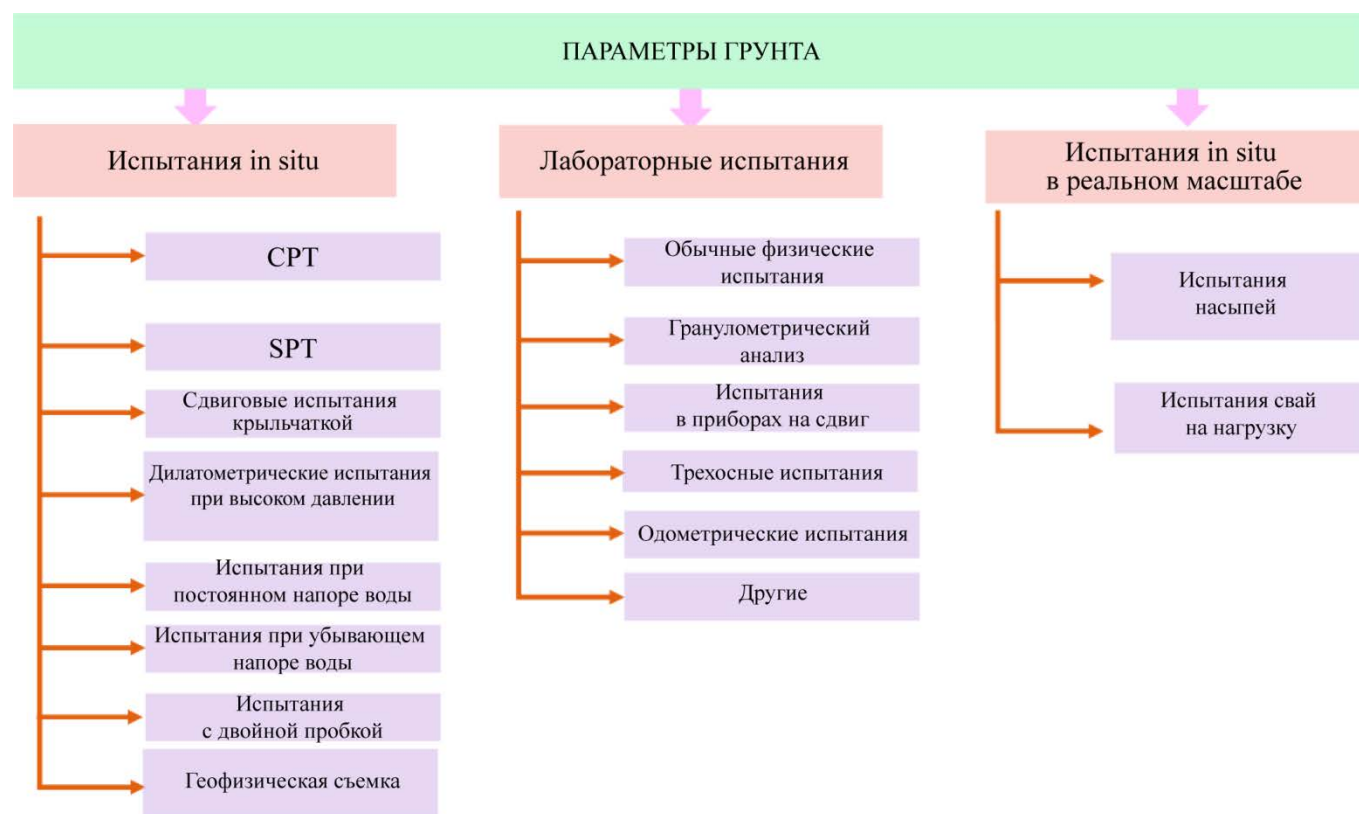 ПАРАМЕТРЫ ГРУНТА
Испытания in situ
CPT
SPT
Сдвиговые испытания
крыльчаткой
Дилатометрические испытания
при высоком давлении
Испытания при
постоянном напоре воды
Испытания при убывающем
напоре воды
Испытания
с двойной пробкой
Геофизическая съемка
Лабораторные испытания
Обычные физические
испытания
Гранулометрический
анализ
Испытания
в приборах на сдвиг
Трехосные испытания
Одометрические испытания
Другие
Испытания in situ
в реальном масштабе
Испытания
насыпей
Испытания свай
на нагрузку